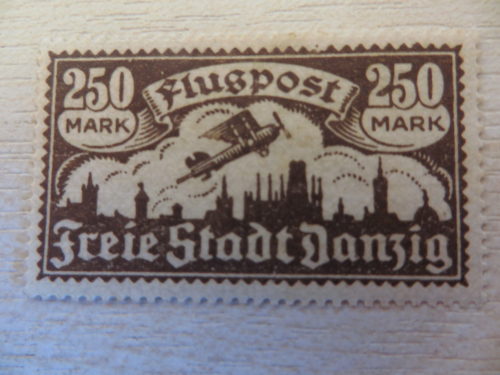 250 Flugpost 250
MARK MARK
Freie Stadt Danzig